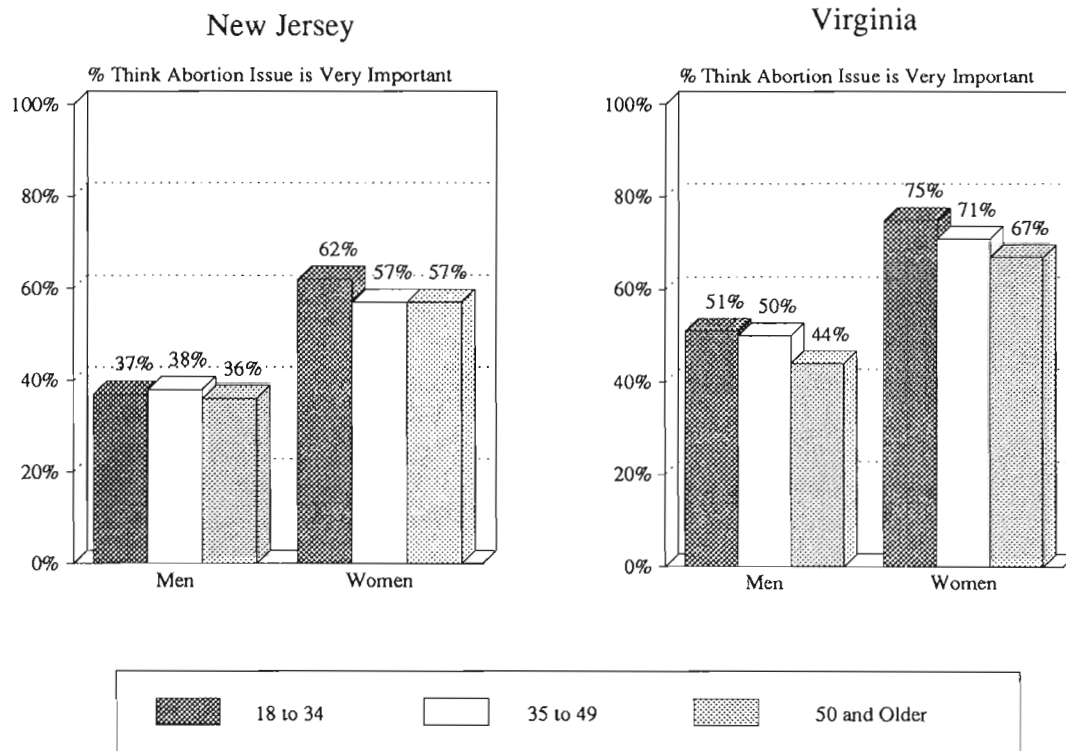 New Jersey
% Think Abortion Issue is Very Important
100%
80%
60%
40%
20%
0%
37%
38%
36%
62%
57%
57%
Men
Women
Virginia
% Think Abortion Issue is Very Important
100%
80%
60%
40%
20%
0%
51%
50%
44%
75%
71%
67%
Men
Women
18 to 34
35 to 49
50 and Older